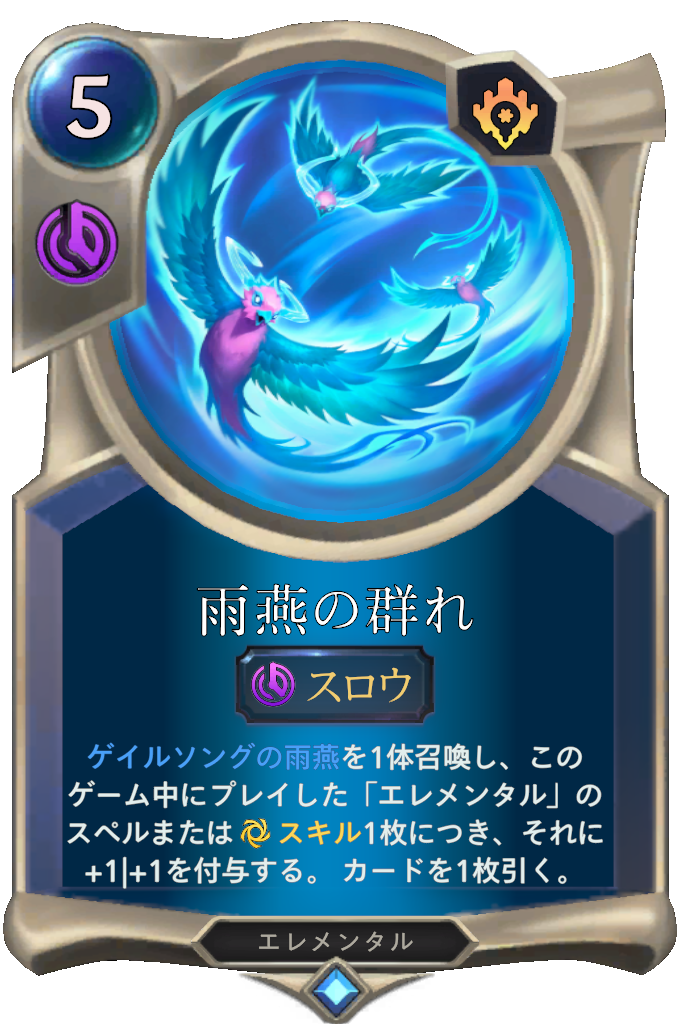 5
雨燕の群れ
スロウ
ゲイルソングの雨燕を1体召喚し、この
ゲーム中にプレイした「エレメンタル」の
スペルまたはスキル1枚につき、それに
+1|+1を付与する。 カードを1枚引く。
エレメンタル